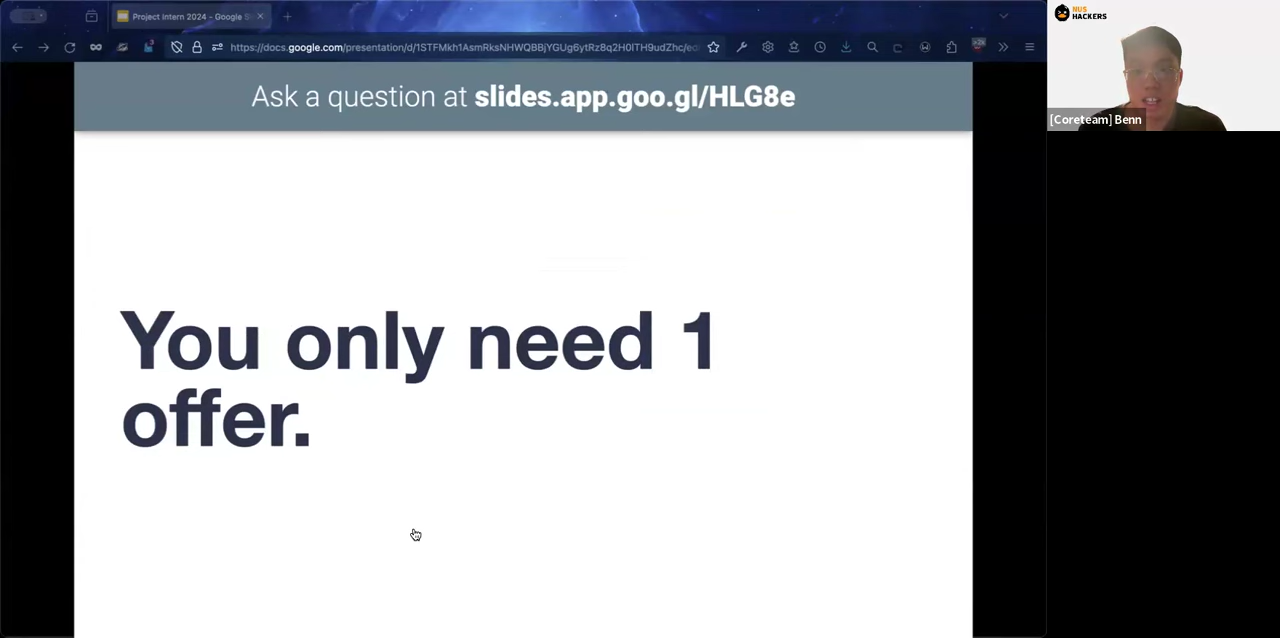 Project Intern 2024 - Google S
https://docs.google.com/presentation/d/1STFMkh1AsmRksNHWQBBjYGUg6ytRz8q2H0lTH9udZhc/ed
Ask a question at slides.app.goo.gl/HLG8e
You only need 1
offer.
NUS
HACKERS
[Coreteam] Benn